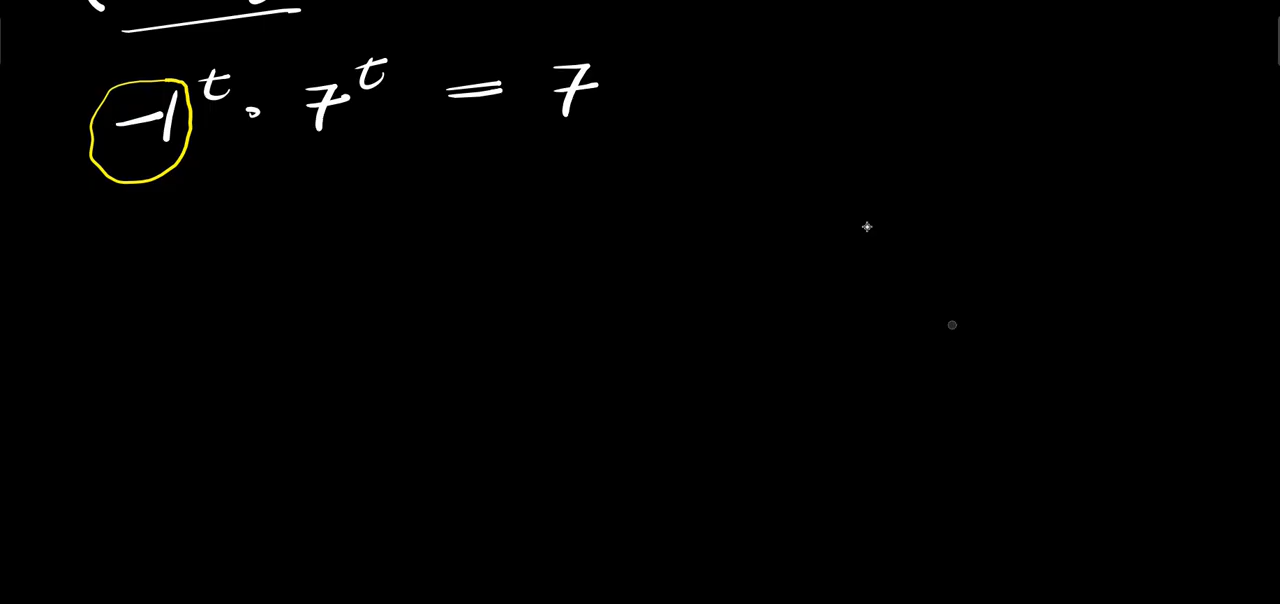 -1^t · 7^t = 7